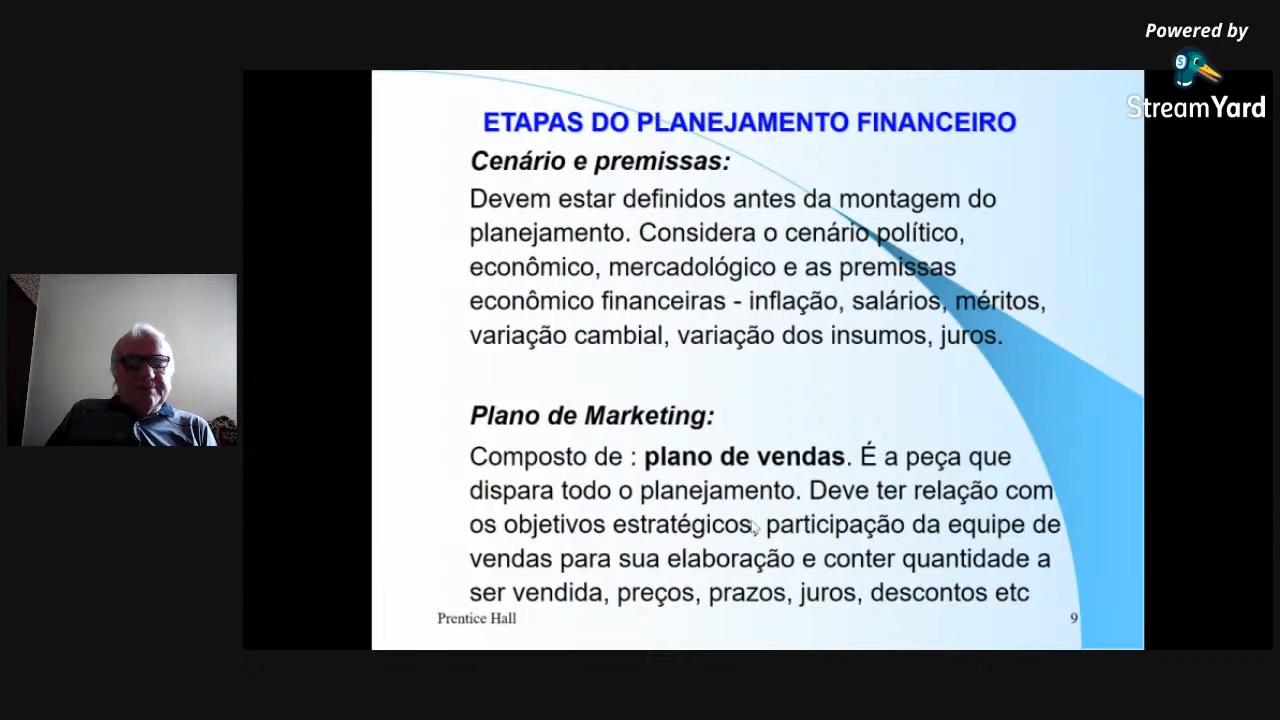 Powered by
StreamYard
ETAPAS DO PLANEJAMENTO FINANCEIRO
Cenário e premissas:
Devem estar definidos antes da montagem do
planejamento. Considera o cenário político,
econômico, mercadológico e as premissas
econômico financeiras - inflação, salários, méritos,
variação cambial, variação dos insumos, juros.
Plano de Marketing:
Composto de : plano de vendas. É a peça que
dispara todo o planejamento. Deve ter relação com
os objetivos estratégicos, participação da equipe de
vendas para sua elaboração e conter quantidade a
ser vendida, preços, prazos, juros, descontos etc
Prentice Hall
9